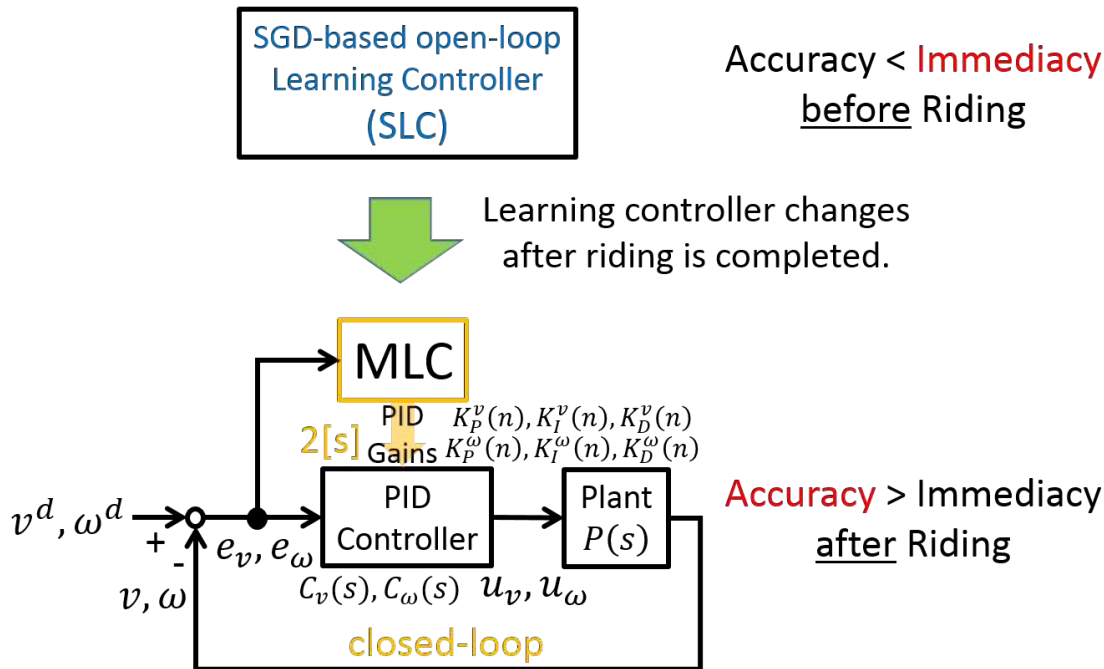 SGD-based open-loop
Learning Controller
(SLC)
Accuracy < Immediacy
before Riding
Learning controller changes
after riding is completed.
MLC
PID
Gains
2[s]
K_P^v(n), K_I^v(n), K_D^v(n)
K_P^ω(n), K_I^ω(n), K_D^ω(n)
v^d, ω^d
+
-
v, ω
e_v, e_ω
PID
Controller
C_v(s), C_ω(s)
u_v, u_ω
Plant
P(s)
closed-loop
Accuracy > Immediacy
after Riding